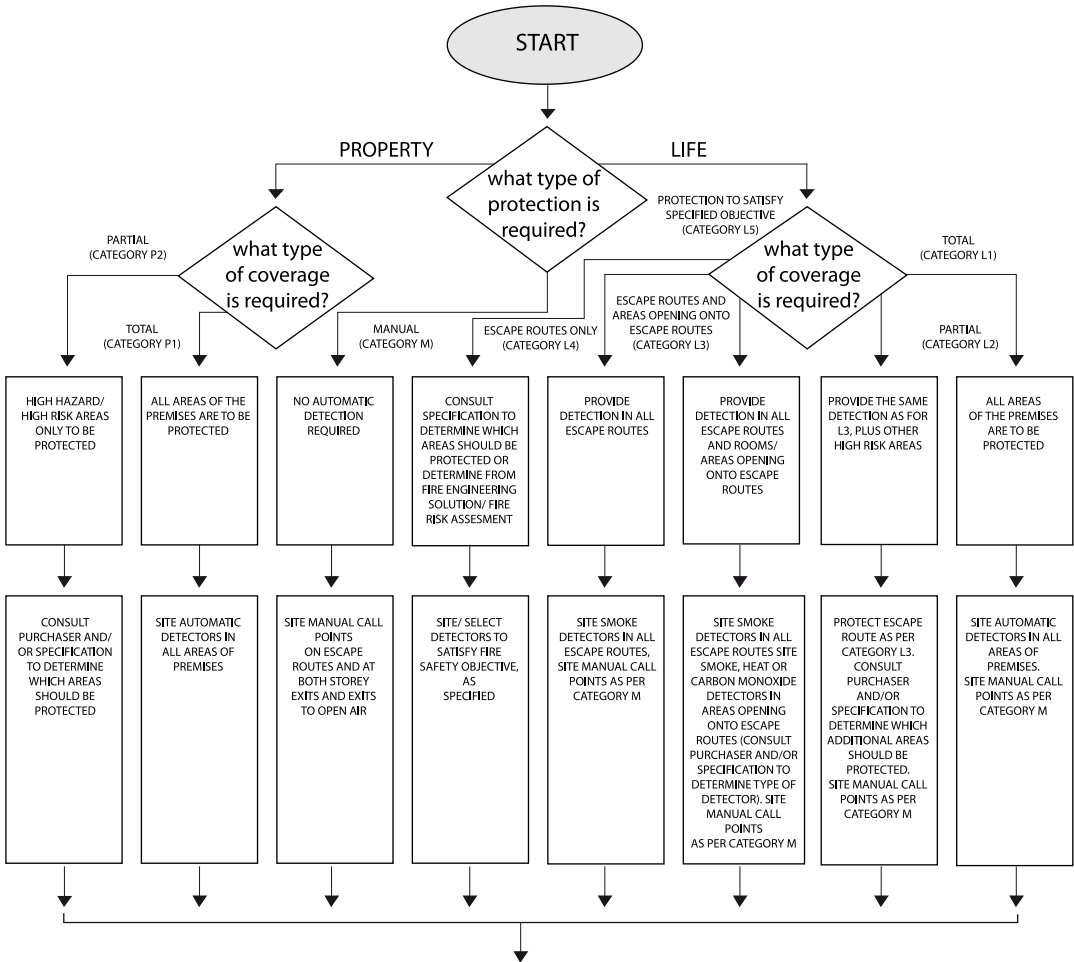 START
PROPERTY
LIFE
what type of
protection is
required?
PROTECTION TO SATISFY
SPECIFIED OBJECTIVE
(CATEGORY L5)
PARTIAL
(CATEGORY P2)
what type
of coverage
is required?
what type
of coverage
is required?
TOTAL
(CATEGORY L1)
TOTAL
(CATEGORY P1)
MANUAL
(CATEGORY M)
ESCAPE ROUTES ONLY
(CATEGORY L4)
ESCAPE ROUTES AND
AREAS OPENING ONTO
ESCAPE ROUTES
(CATEGORY L3)
PARTIAL
(CATEGORY L2)
HIGH HAZARD/
HIGH RISK AREAS
ONLY TO BE
PROTECTED
ALL AREAS OF THE
PREMISES ARE TO BE
PROTECTED
NO AUTOMATIC
DETECTION
REQUIRED
CONSULT
SPECIFICATION TO
DETERMINE WHICH
AREAS SHOULD BE
PROTECTED OR
DETERMINE FROM
FIRE ENGINEERING
SOLUTION/ FIRE
RISK ASSESMENT
PROVIDE
DETECTION IN ALL
ESCAPE ROUTES
PROVIDE
DETECTION IN ALL
ESCAPE ROUTES
AND ROOMS/
AREAS OPENING
ONTO ESCAPE
ROUTES
PROVIDE THE SAME
DETECTION AS FOR
L3, PLUS OTHER
HIGH RISK AREAS
ALL AREAS
OF THE PREMISES
ARE TO BE
PROTECTED
CONSULT
PURCHASER AND/
OR SPECIFICATION
TO DETERMINE
WHICH AREAS
SHOULD BE
PROTECTED
SITE AUTOMATIC
DETECTORS IN
ALL AREAS OF
PREMISES
SITE MANUAL CALL
POINTS
ON ESCAPE
ROUTES AND AT
BOTH STOREY
EXITS AND EXITS
TO OPEN AIR
SITE/ SELECT
DETECTORS TO
SATISFY FIRE
SAFETY OBJECTIVE,
AS
SPECIFIED
SITE SMOKE
DETECTORS IN ALL
ESCAPE ROUTES,
SITE MANUAL CALL
POINTS AS PER
CATEGORY M
SITE SMOKE
DETECTORS IN ALL
ESCAPE ROUTES SITE
SMOKE, HEAT OR
CARBON MONOXIDE
DETECTORS IN
AREAS OPENING
ONTO ESCAPE
ROUTES (CONSULT
PURCHASER AND/OR
SPECIFICATION TO
DETERMINE TYPE OF
DETECTOR). SITE
MANUAL CALL
POINTS
AS PER CATEGORY M
PROTECT ESCAPE
ROUTE AS PER
CATEGORY L3.
CONSULT
PURCHASER
AND/OR
SPECIFICATION TO
DETERMINE WHICH
ADDITIONAL AREAS
SHOULD BE
PROTECTED.
SITE MANUAL CALL
POINTS AS PER
CATEGORY M
SITE AUTOMATIC
DETECTORS IN ALL
AREAS OF
PREMISES.
SITE MANUAL CALL
POINTS AS PER
CATEGORY M